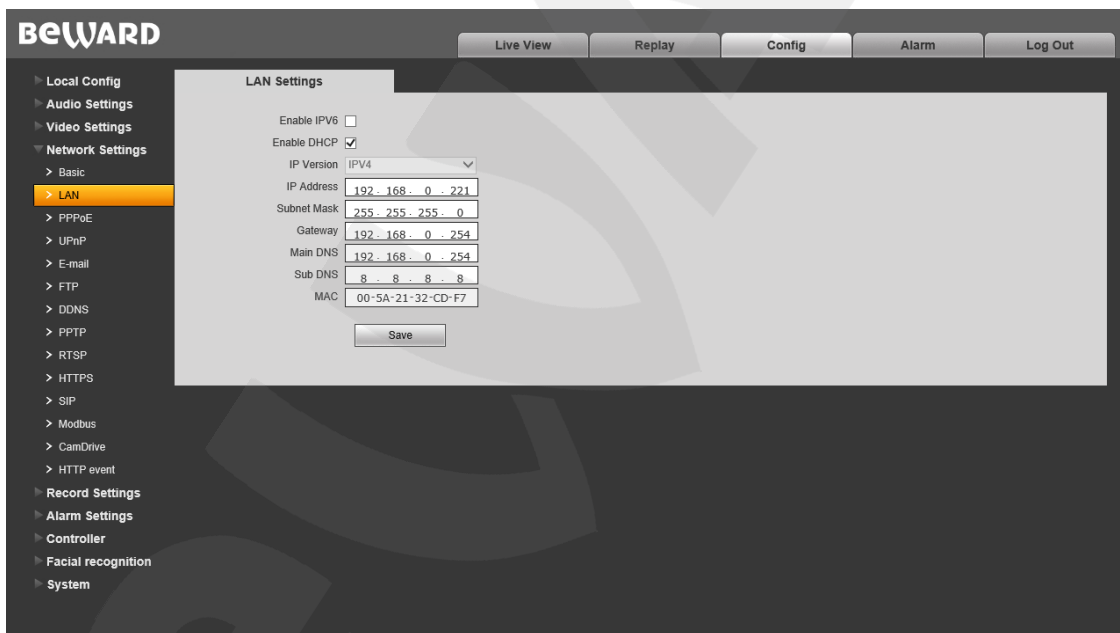 BEWARD
Live View
Replay
Config
Alarm
Log Out
Local Config
Audio Settings
Video Settings
Network Settings
> Basic
> LAN
> PPPoE
> UPnP
> E-mail
> FTP
> DDNS
> PPTP
> RTSP
> HTTPS
> SIP
> Modbus
> CamDrive
> HTTP event
Record Settings
Alarm Settings
Controller
Facial recognition
System
LAN Settings
Enable IPV6
Enable DHCP
IP Version IPV4
IP Address 192 . 168 . 0 . 221
Subnet Mask 255 . 255 . 255 . 0
Gateway 192 . 168 . 0 . 254
Main DNS 192 . 168 . 0 . 254
Sub DNS 8 . 8 . 8 . 8
MAC 00-5A-21-32-CD-F7
Save